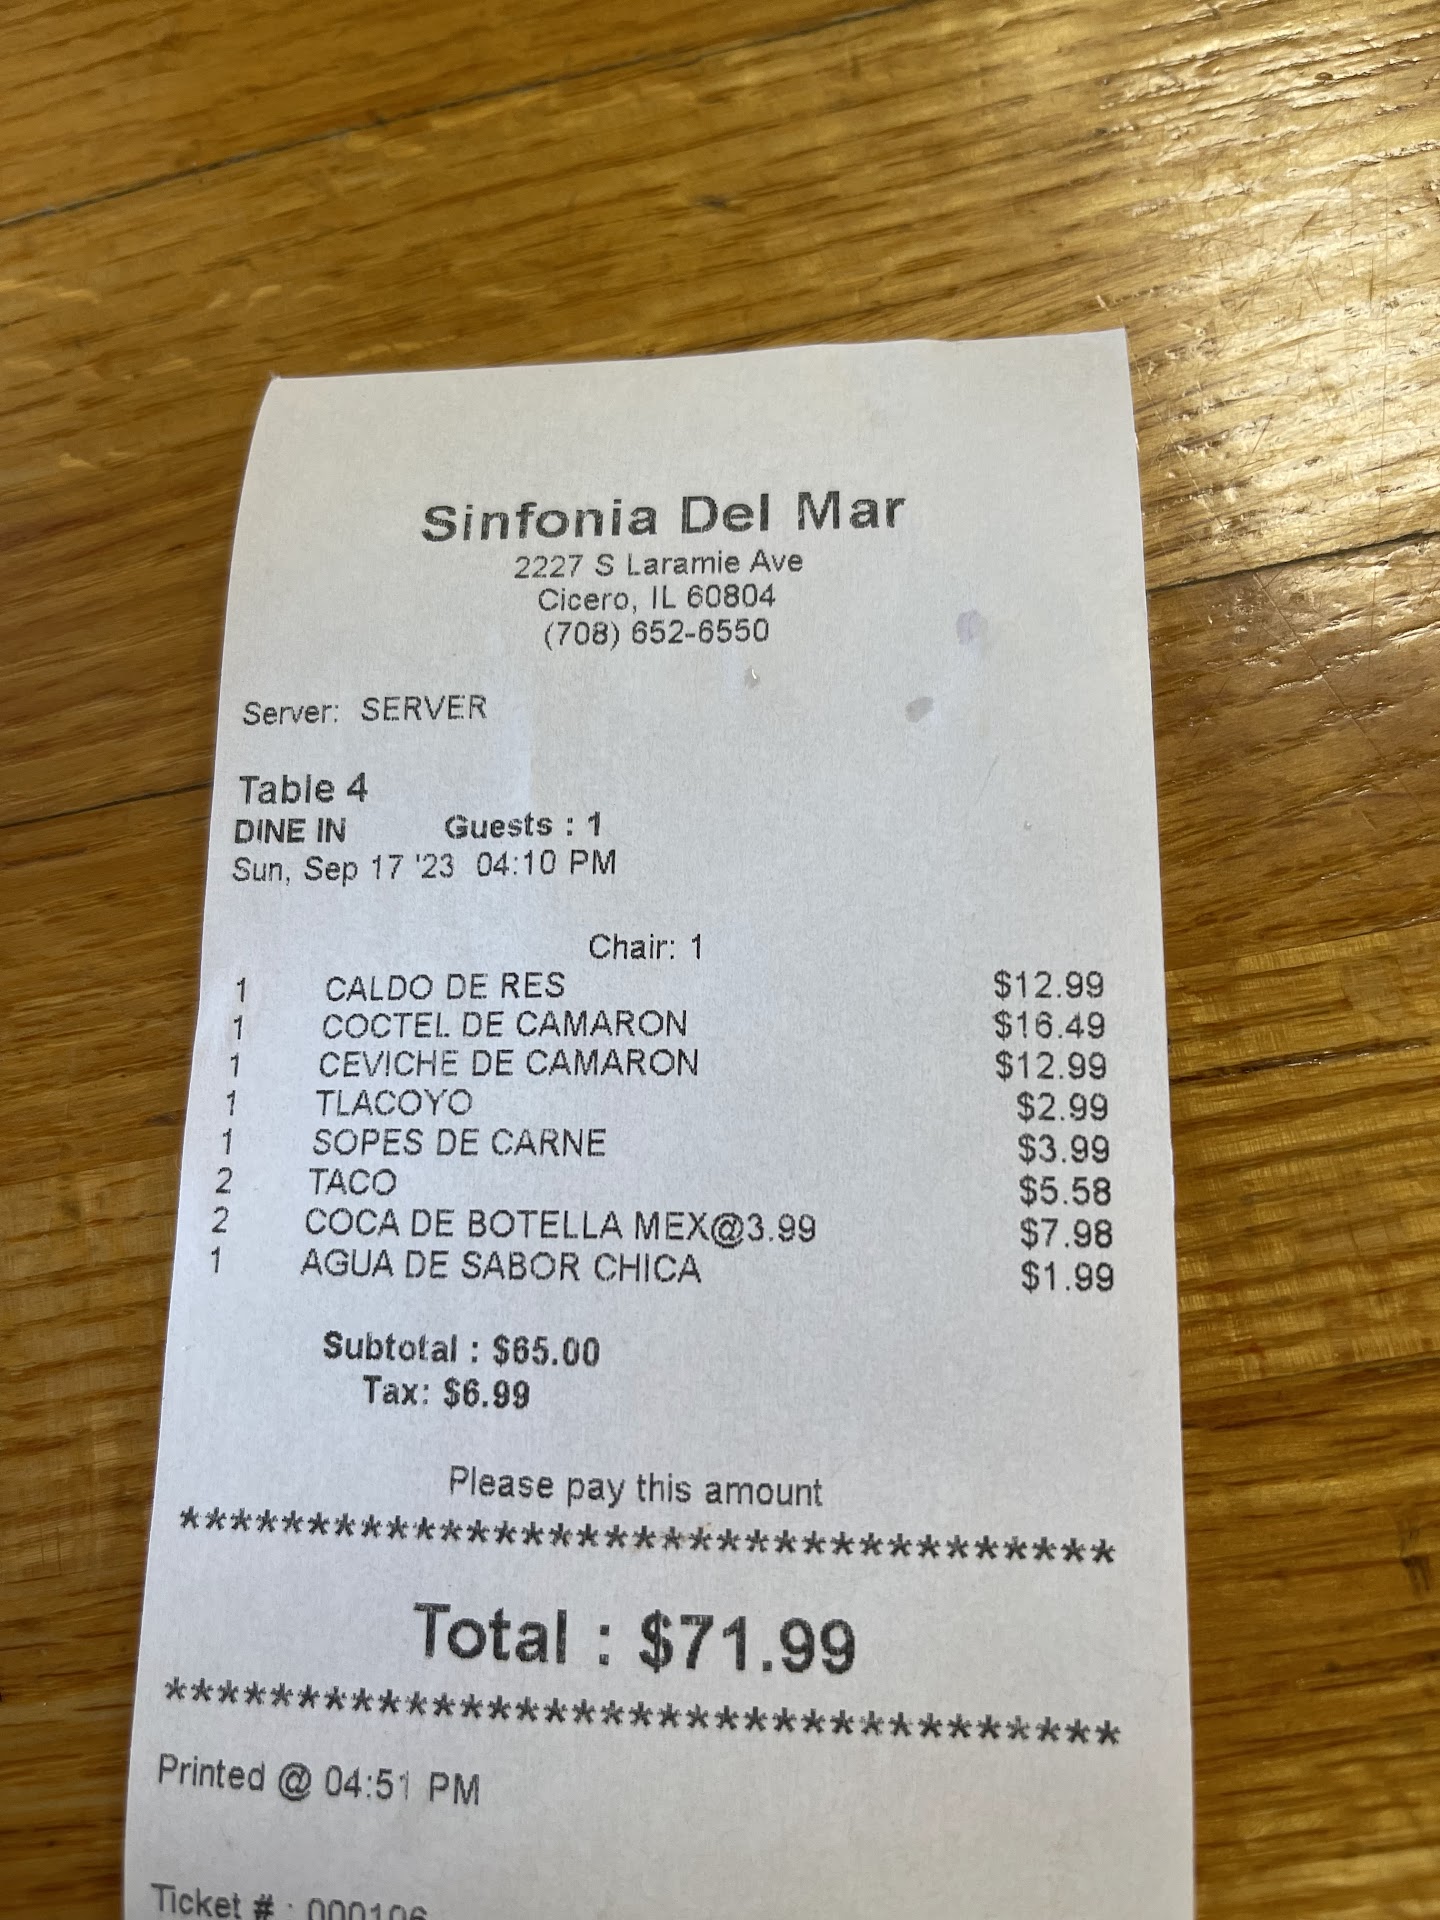 Sinfonia Del Mar
2227 S Laramie Ave
Cicero, IL 60804
(708) 652-6550
Server: SERVER
Table 4
DINE IN Guests : 1
Sun, Sep 17 '23 04:10 PM
Chair: 1
1 CALDO DE RES $12.99
1 COCTEL DE CAMARON $16.49
1 CEVICHE DE CAMARON $12.99
1 TLACOYO $2.99
1 SOPES DE CARNE $3.99
2 TACO $5.58
2 COCA DE BOTELLA MEX@3.99 $7.98
1 AGUA DE SABOR CHICA $1.99
Subtotal : $65.00
Tax: $6.99
Please pay this amount
*********************************
Total : $71.99
*********************************
Printed @ 04:51 PM
Ticket # : 000106